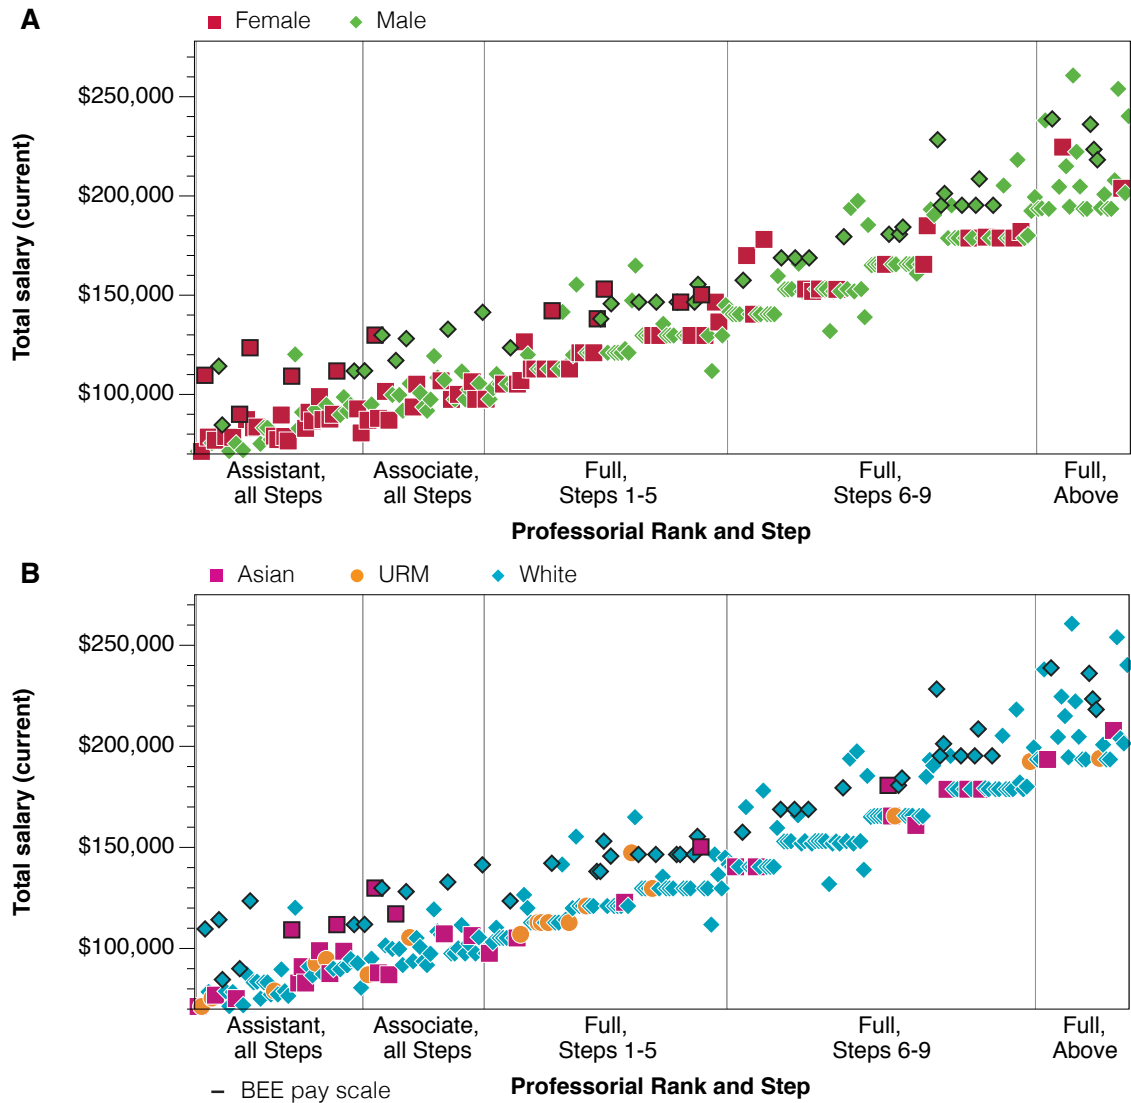 A
Female
Male
Total salary (current)
$250,000
$200,000
$150,000
$100,000
Assistant,
all Steps
Associate,
all Steps
Full,
Steps 1-5
Full,
Steps 6-9
Full,
Above
Professorial Rank and Step
B
Asian
URM
White
Total salary (current)
$250,000
$200,000
$150,000
$100,000
Assistant,
all Steps
Associate,
all Steps
Full,
Steps 1-5
Full,
Steps 6-9
Full,
Above
– BEE pay scale
Professorial Rank and Step